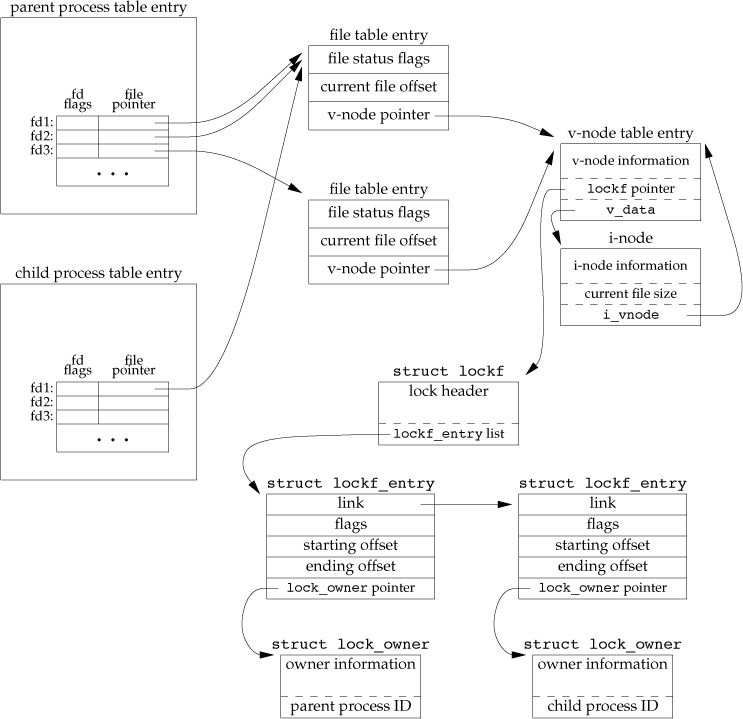 parent process table entry
fd flags
file pointer
fd1:
fd2:
fd3:
• • •
file table entry
file status flags
current file offset
v-node pointer
v-node table entry
v-node information
lockf pointer
v_data
file table entry
file status flags
current file offset
v-node pointer
i-node
i-node information
current file size
i_vnode
child process table entry
fd flags
file pointer
fd1:
fd2:
fd3:
• • •
struct lockf
lock header
lockf_entry list
struct lockf_entry
link
flags
starting offset
ending offset
lock_owner pointer
struct lockf_entry
link
flags
starting offset
ending offset
lock_owner pointer
struct lock_owner
owner information
parent process ID
struct lock_owner
owner information
child process ID